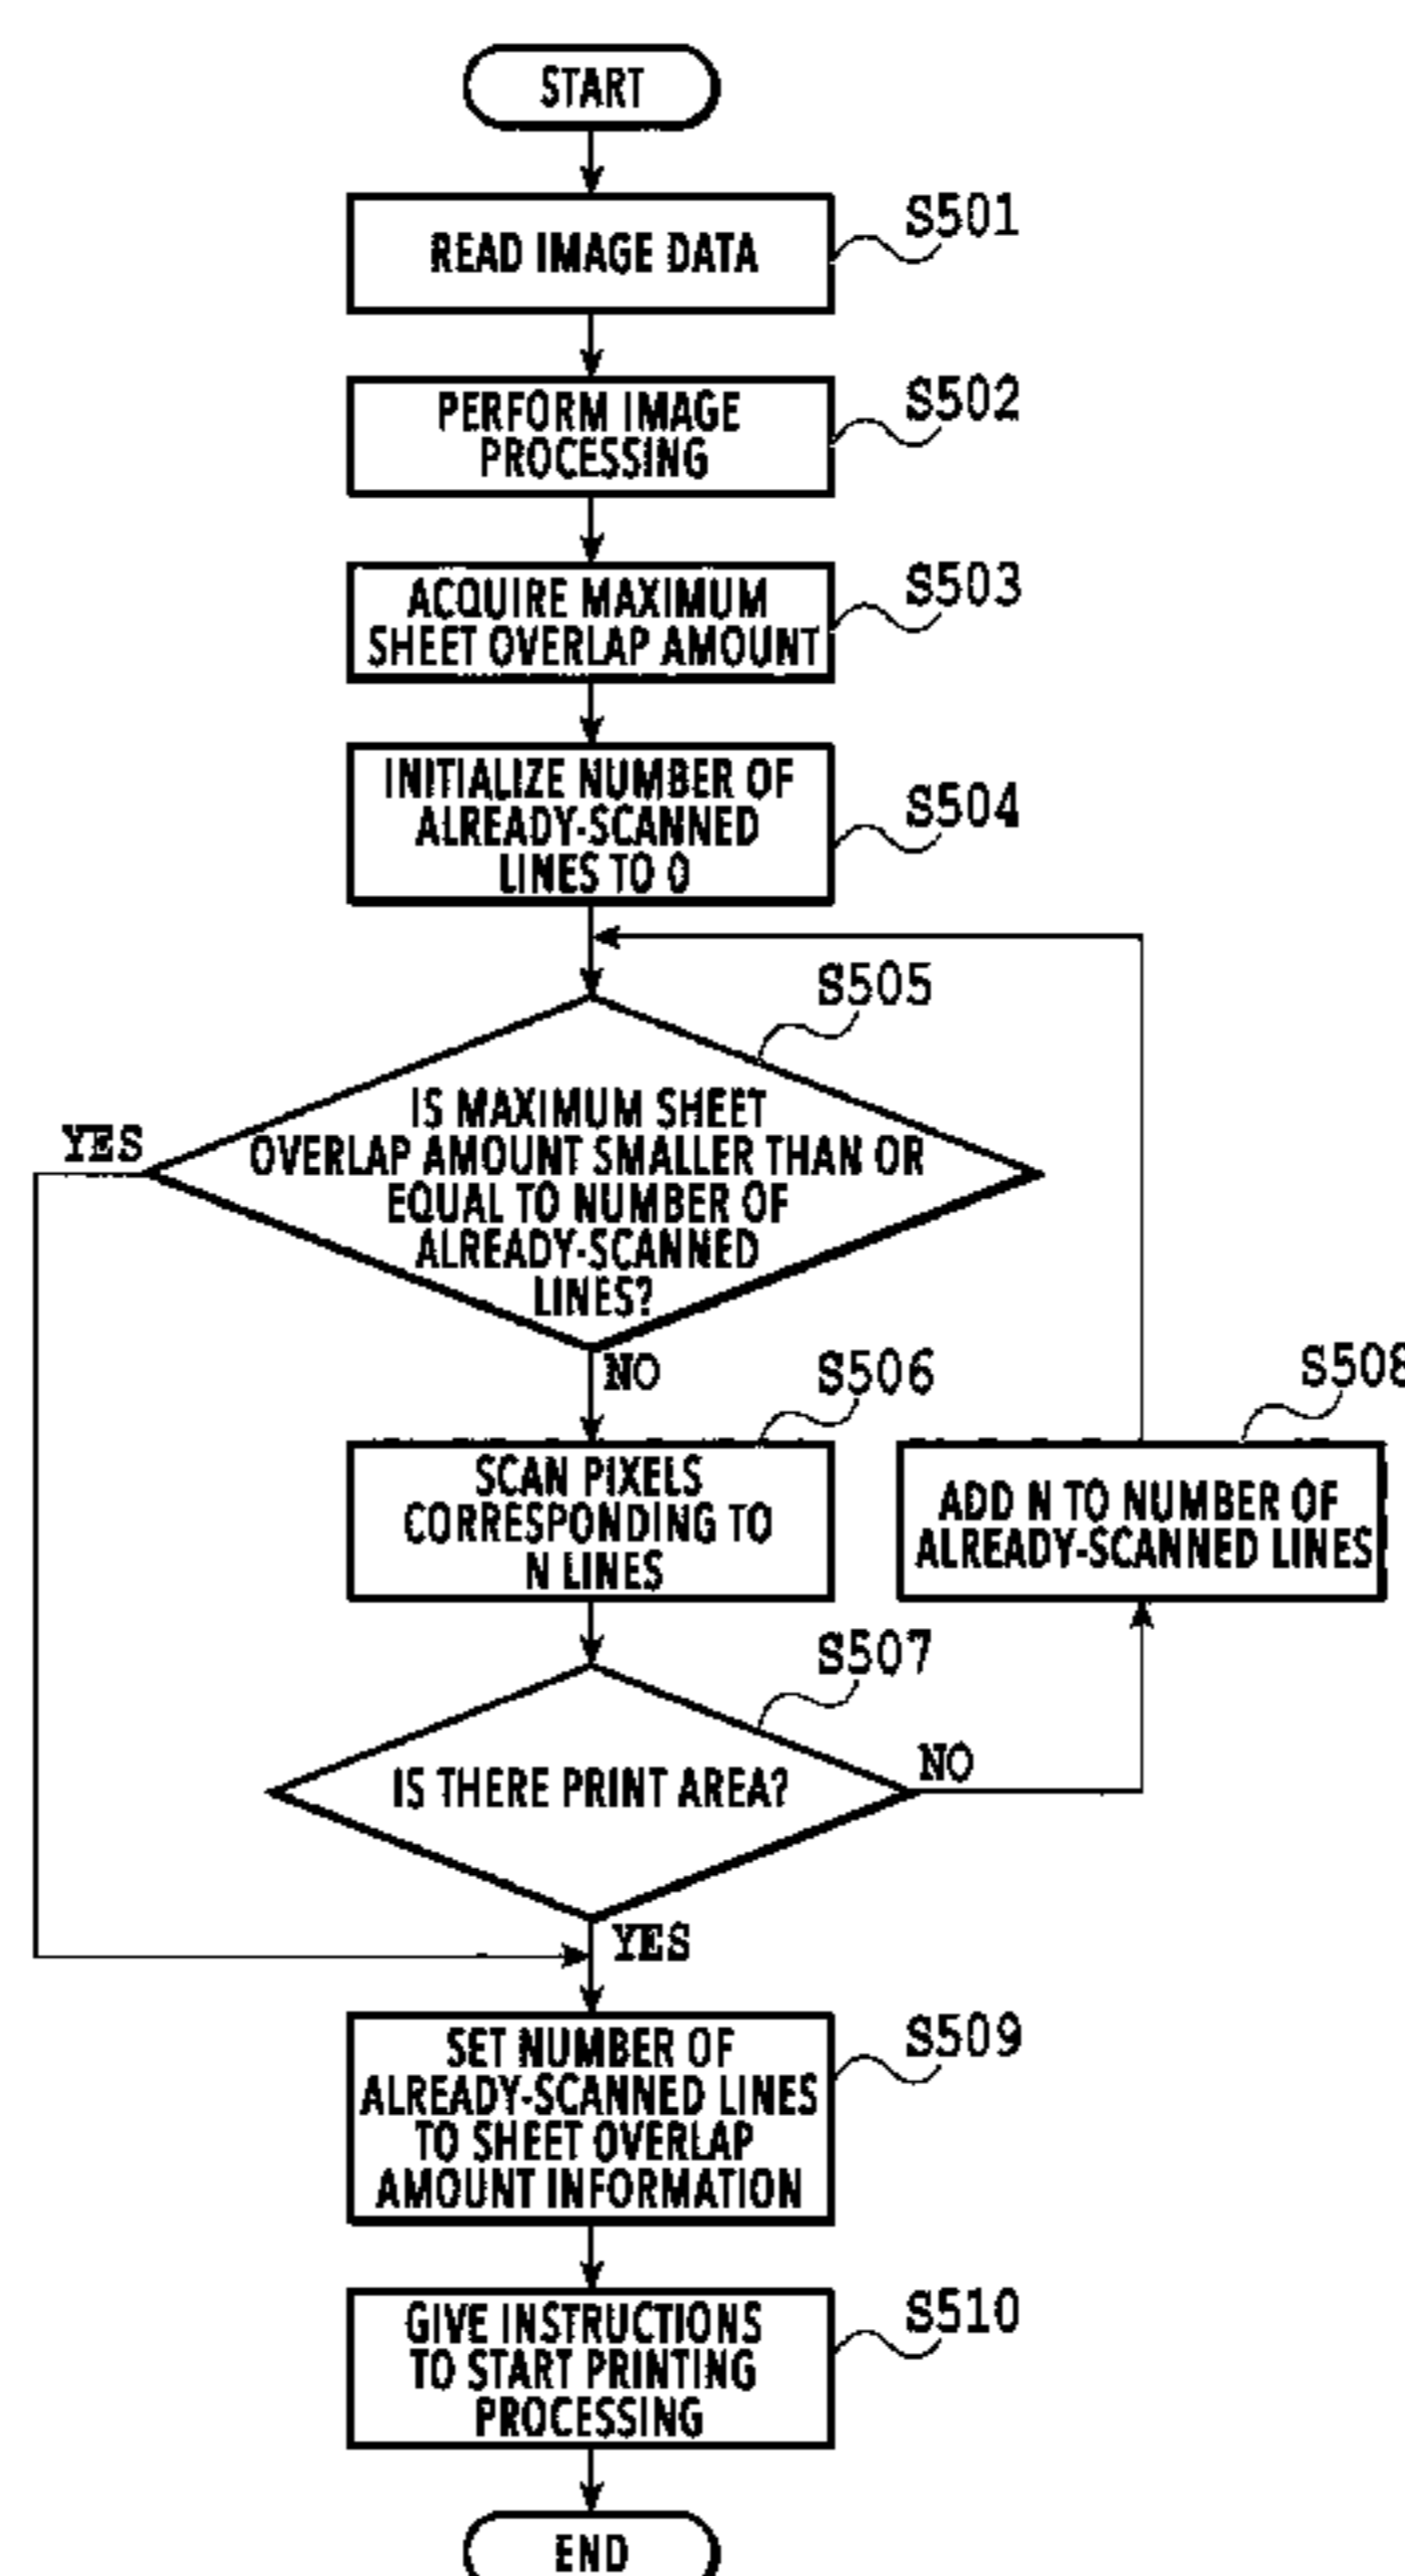 START
S501
READ IMAGE DATA
S502
PERFORM IMAGE
PROCESSING
S503
ACQUIRE MAXIMUM
SHEET OVERLAP AMOUNT
S504
INITIALIZE NUMBER OF
ALREADY-SCANNED
LINES TO 0
S505
IS MAXIMUM SHEET
OVERLAP AMOUNT SMALLER THAN OR
EQUAL TO NUMBER OF
ALREADY-SCANNED
LINES?
YES
NO
S506
SCAN PIXELS
CORRESPONDING TO
N LINES
S508
ADD N TO NUMBER OF
ALREADY-SCANNED LINES
S507
IS THERE PRINT AREA?
NO
YES
S509
SET NUMBER OF
ALREADY-SCANNED LINES
TO SHEET OVERLAP
AMOUNT INFORMATION
S510
GIVE INSTRUCTIONS
TO START PRINTING
PROCESSING
END